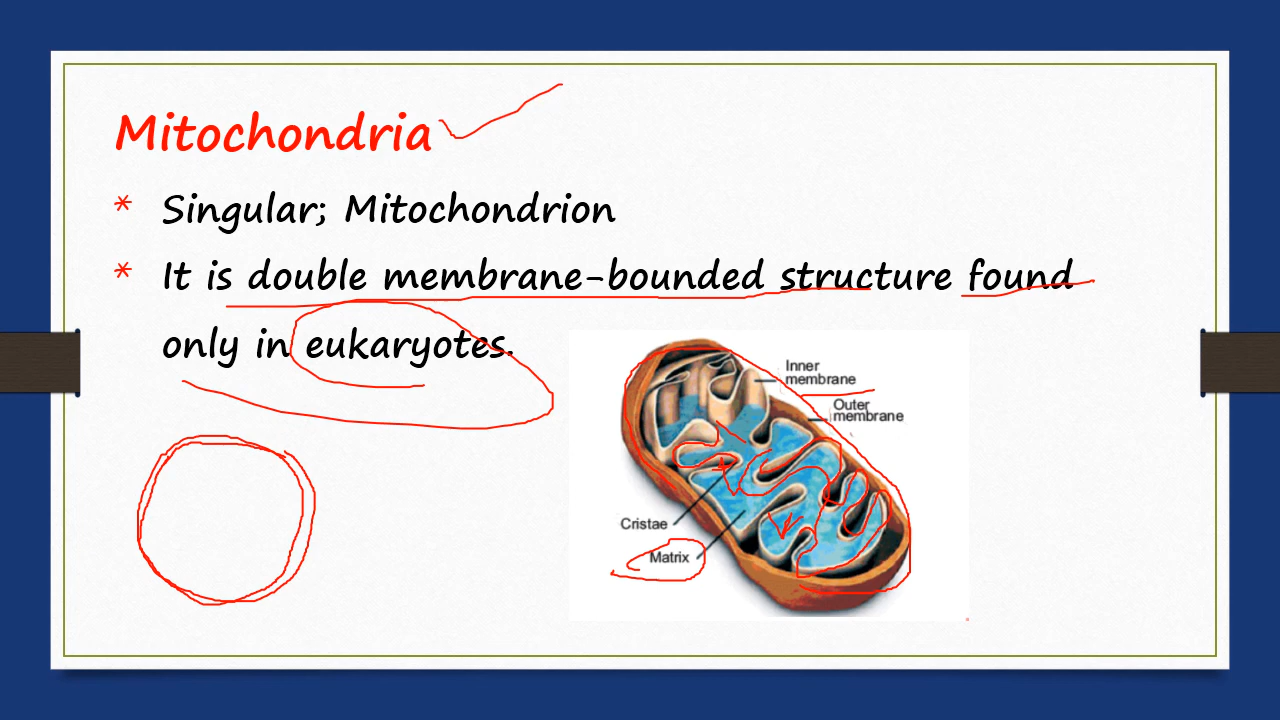 Mitochondria
* Singular; Mitochondrion
* It is double membrane-bounded structure found
only in eukaryotes.
Inner
membrane
Outer
membrane
Cristae
Matrix